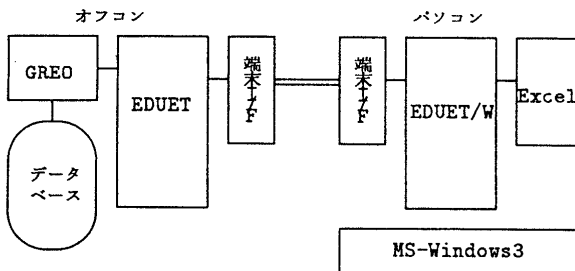 オフコン
パソコン
GREO
EDUET
端末I/F
端末I/F
EDUET/W
Excel
データ
ベース
MS-Windows3